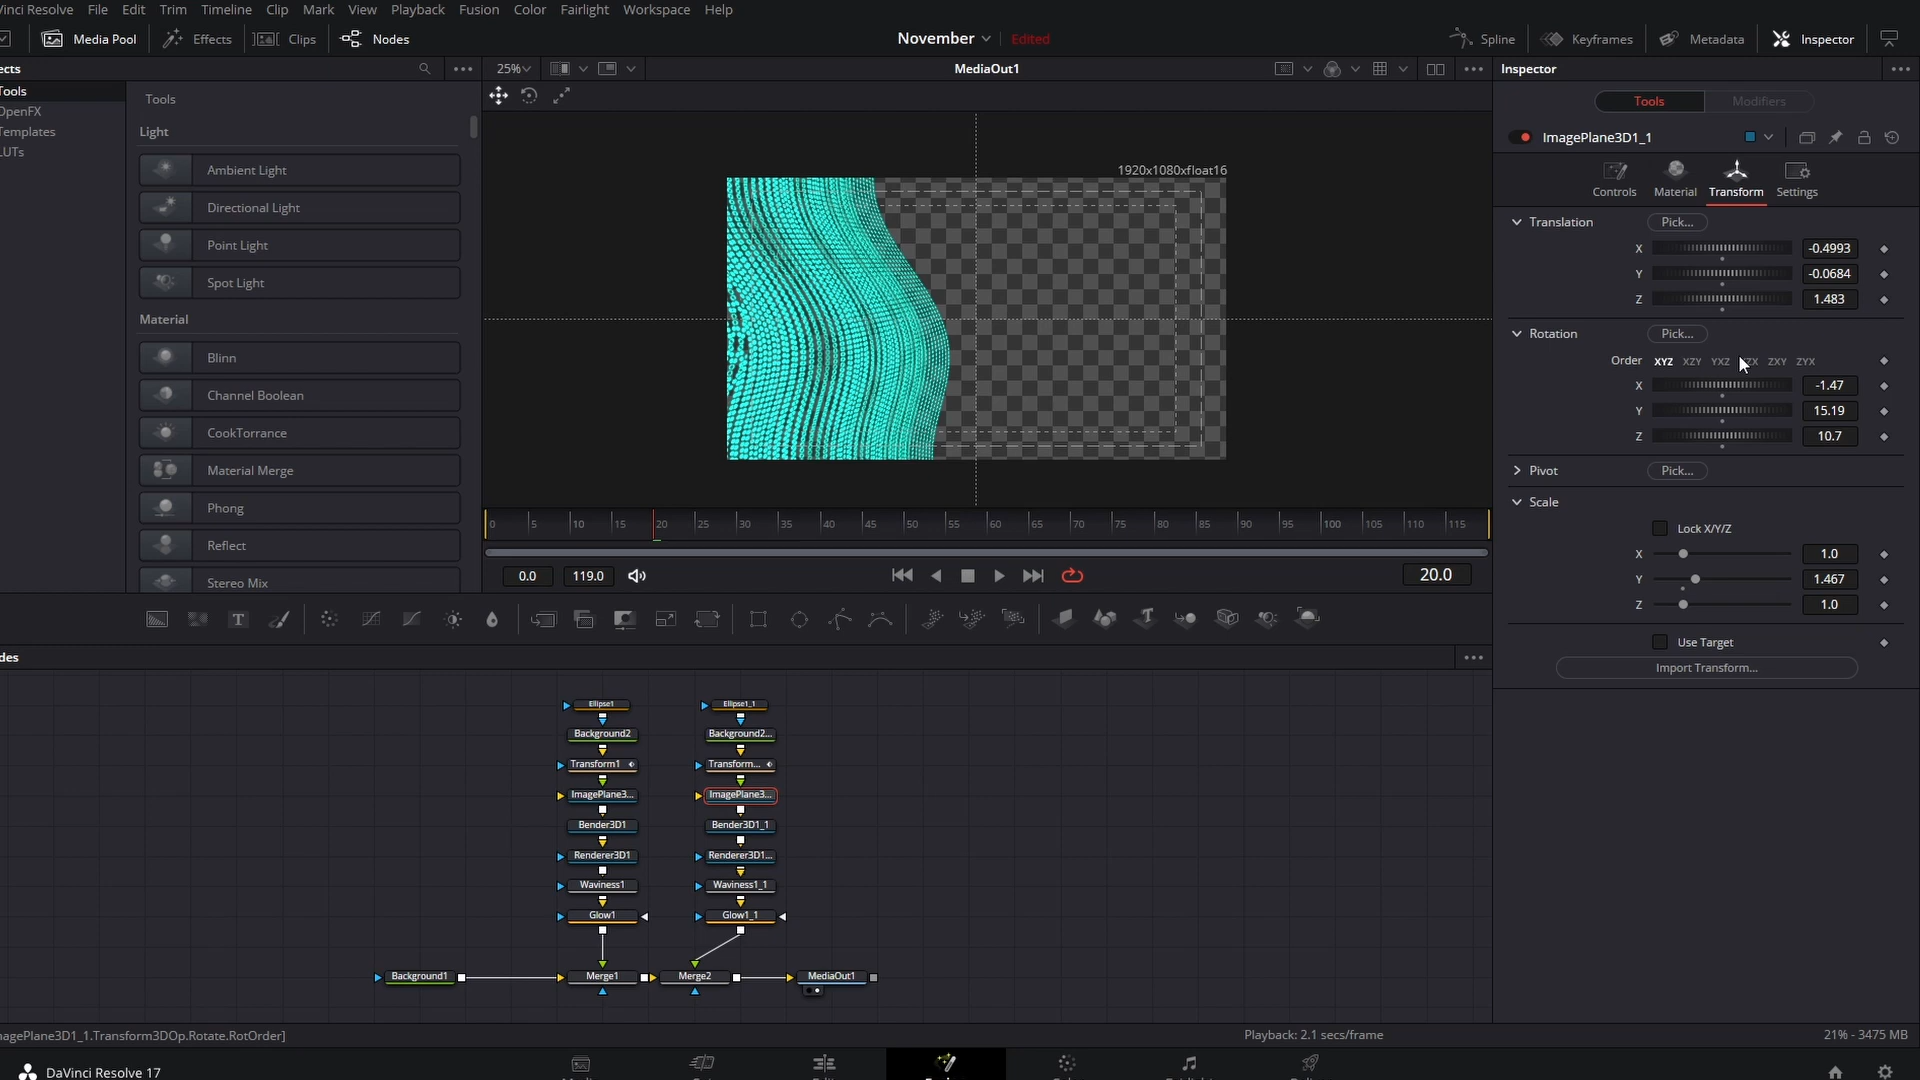 Vinci Resolve File Edit Trim Timeline Clip Mark View Playback Fusion Color Fairlight Workspace Help
Media Pool Effects Clips Nodes November Edited Spline Keyframes Metadata Inspector
ects 25% MediaOut1 Inspector
Tools
OpenFX
Templates
LUTs
Tools
Light
Ambient Light
Directional Light
Point Light
Spot Light
Material
Blinn
Channel Boolean
CookTorrance
Material Merge
Phong
Reflect
Stereo Mix
1920x1080xfloat16
0 5 10 15 20 25 30 35 40 45 50 55 60 65 70 75 80 85 90 95 100 105 110 115
0.0 119.0 20.0
Tools Modifiers
ImagePlane3D1_1
Controls Material Transform Settings
Translation Pick...
X -0.4993
Y -0.0684
Z 1.483
Rotation Pick...
Order XYZ XZY YXZ ZX ZXY ZYX
X -1.47
Y 15.19
Z 10.7
Pivot Pick...
Scale
Lock X/Y/Z
X 1.0
Y 1.467
Z 1.0
Use Target
Import Transform...
des
Ellipse1 Ellipse1_1
Background2 Background2...
Transform1 Transform...
ImagePlane3... ImagePlane3...
Bender3D1 Bender3D1_1
Renderer3D1 Renderer3D1...
Waviness1 Waviness1_1
Glow1 Glow1_1
Background1 Merge1 Merge2 MediaOut1
nagePlane3D1_1.Transform3DOp.Rotate.RotOrder] Playback: 2.1 secs/frame 21% - 3475 MB
DaVinci Resolve 17